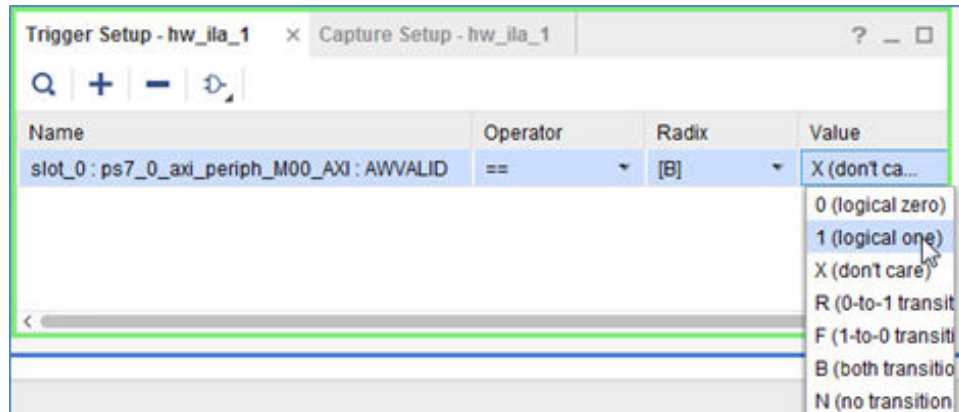 Trigger Setup - hw_ila_1 × Capture Setup - hw_ila_1 ?
Name Operator Radix Value
slot_0 : ps7_0_axi_periph_M00_AXI : AWVALID == [B] X (don't ca...
0 (logical zero)
1 (logical one)
X (don't care)
R (0-to-1 transit
F (1-to-0 transiti
B (both transitio
N (no transition